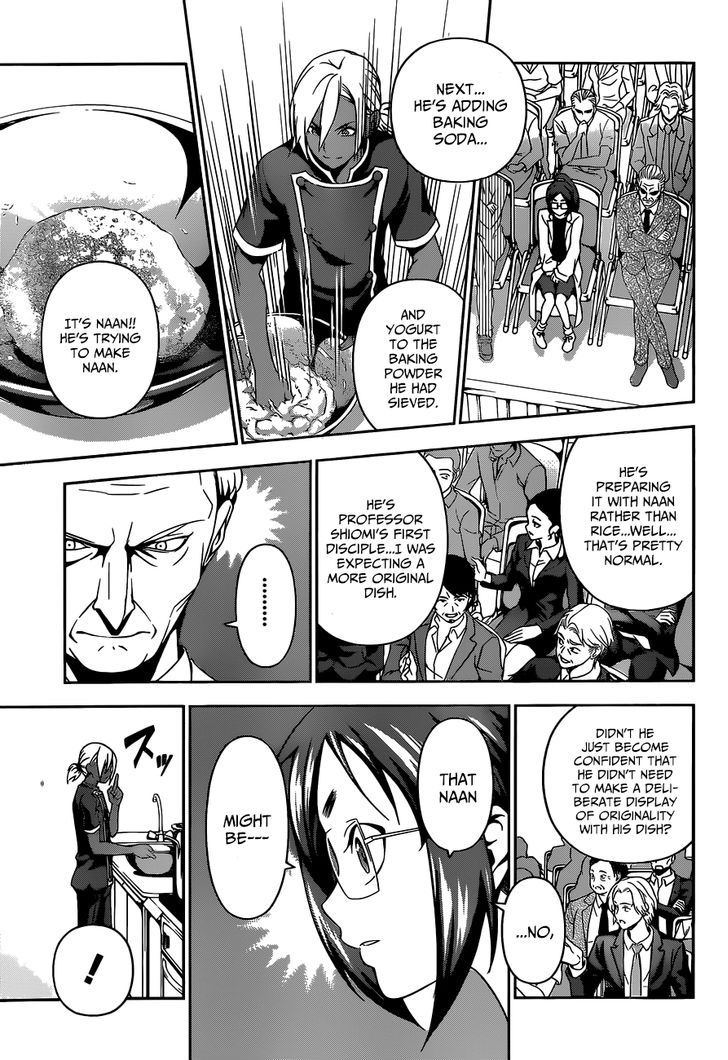 NEXT...
HE'S ADDING
BAKING
SODA...
AND
YOGURT
TO THE
BAKING
POWDER
HE HAD
SIEVED.
IT'S NAAN!!
HE'S TRYING
TO MAKE
NAAN.
HE'S
PREPARING
IT WITH NAAN
RATHER THAN
RICE...WELL...
THAT'S PRETTY
NORMAL.
HE'S
PROFESSOR
SHIOMI'S FIRST
DISCIPLE...I WAS
EXPECTING A
MORE ORIGINAL
DISH.
.........
DIDN'T HE
JUST BECOME
CONFIDENT THAT
HE DIDN'T NEED
TO MAKE A DELI-
BERATE DISPLAY
OF ORIGINALITY
WITH HIS DISH?
...NO,
THAT
NAAN
MIGHT
BE---
スッ
!